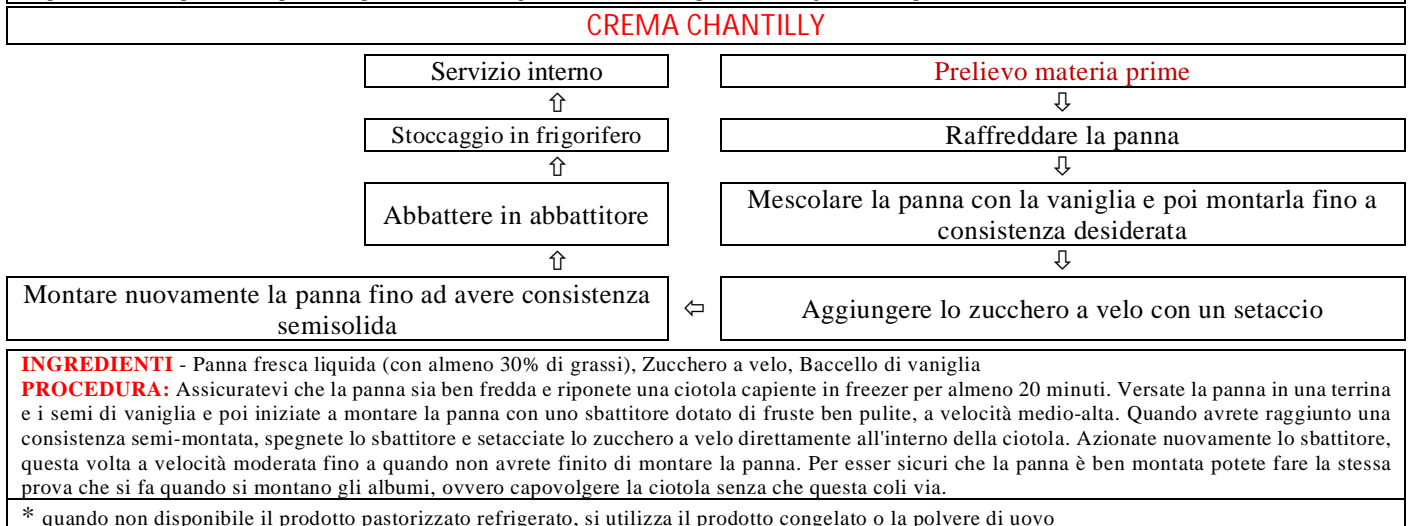 CREMA CHANTILLY
Servizio interno
Prelievo materia prime
⇧
⇩
Stoccaggio in frigorifero
Raffreddare la panna
⇧
⇩
Abbattere in abbattitore
Mescolare la panna con la vaniglia e poi montarla fino a
consistenza desiderata
⇧
⇩
Montare nuovamente la panna fino ad avere consistenza
semisolida
⇦
Aggiungere lo zucchero a velo con un setaccio
INGREDIENTI - Panna fresca liquida (con almeno 30% di grassi), Zucchero a velo, Baccello di vaniglia
PROCEDURA: Assicuratevi che la panna sia ben fredda e riponete una ciotola capiente in freezer per almeno 20 minuti. Versate la panna in una terrina
e i semi di vaniglia e poi iniziate a montare la panna con uno sbattitore dotato di fruste ben pulite, a velocità medio-alta. Quando avrete raggiunto una
consistenza semi-montata, spegnete lo sbattitore e setacciate lo zucchero a velo direttamente all'interno della ciotola. Azionate nuovamente lo sbattitore,
questa volta a velocità moderata fino a quando non avrete finito di montare la panna. Per esser sicuri che la panna è ben montata potete fare la stessa
prova che si fa quando si montano gli albumi, ovvero capovolgere la ciotola senza che questa coli via.
* quando non disponibile il prodotto pastorizzato refrigerato, si utilizza il prodotto congelato o la polvere di uovo